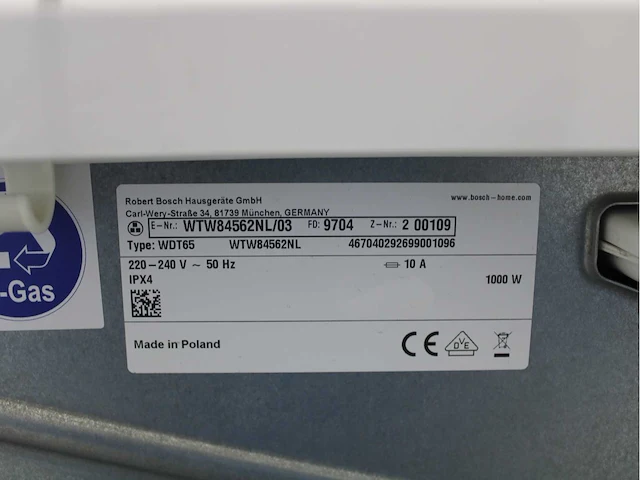 Robert Bosch Hausgeräte GmbH
www.bosch-home.com
Carl-Wery-Straße 34, 81739 München, GERMANY
E-Nr.: WTW84562NL/03 FD: 9704 Z-Nr.: 2 00109
Type: WDT65 WTW84562NL 467040292699001096
220-240 V ~ 50 Hz 10 A
IPX4 1000 W
Made in Poland
CE
DVE
-Gas